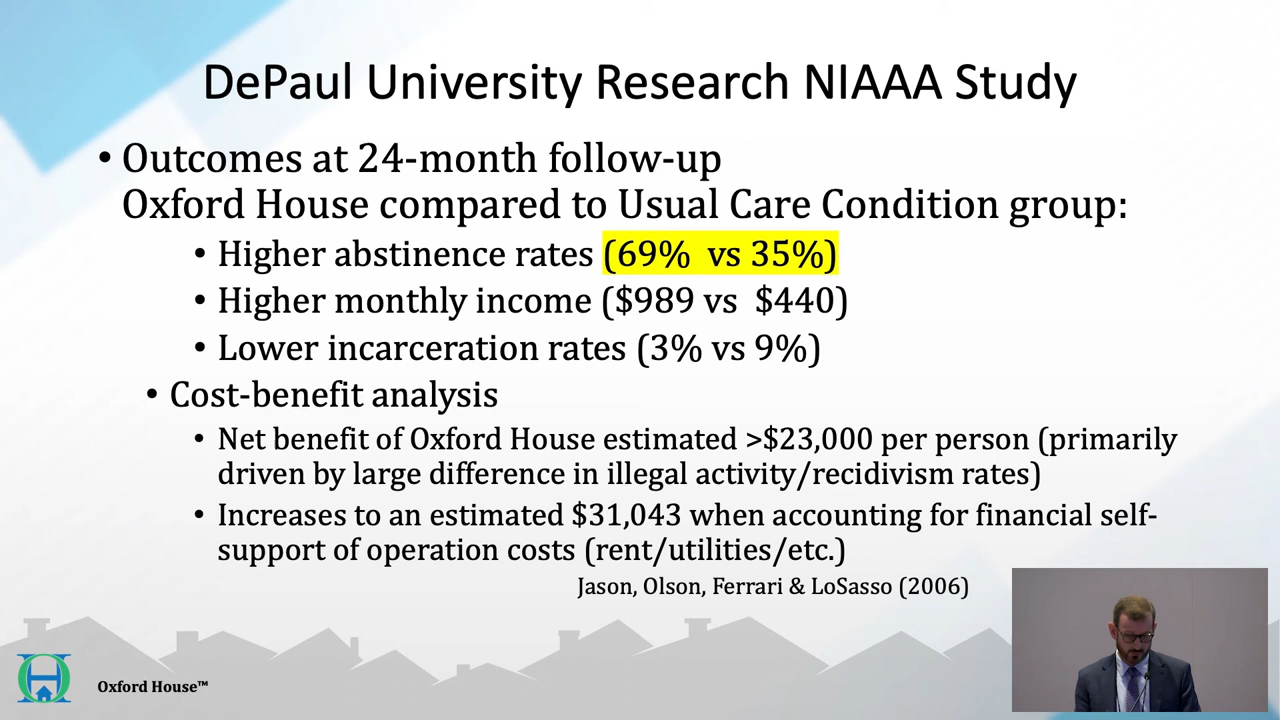 DePaul University Research NIAAA Study
• Outcomes at 24-month follow-up
Oxford House compared to Usual Care Condition group:
• Higher abstinence rates (69% vs 35%)
• Higher monthly income ($989 vs $440)
• Lower incarceration rates (3% vs 9%)
• Cost-benefit analysis
• Net benefit of Oxford House estimated >$23,000 per person (primarily
driven by large difference in illegal activity/recidivism rates)
• Increases to an estimated $31,043 when accounting for financial self-
support of operation costs (rent/utilities/etc.)
Jason, Olson, Ferrari & LoSasso (2006)
Oxford House™